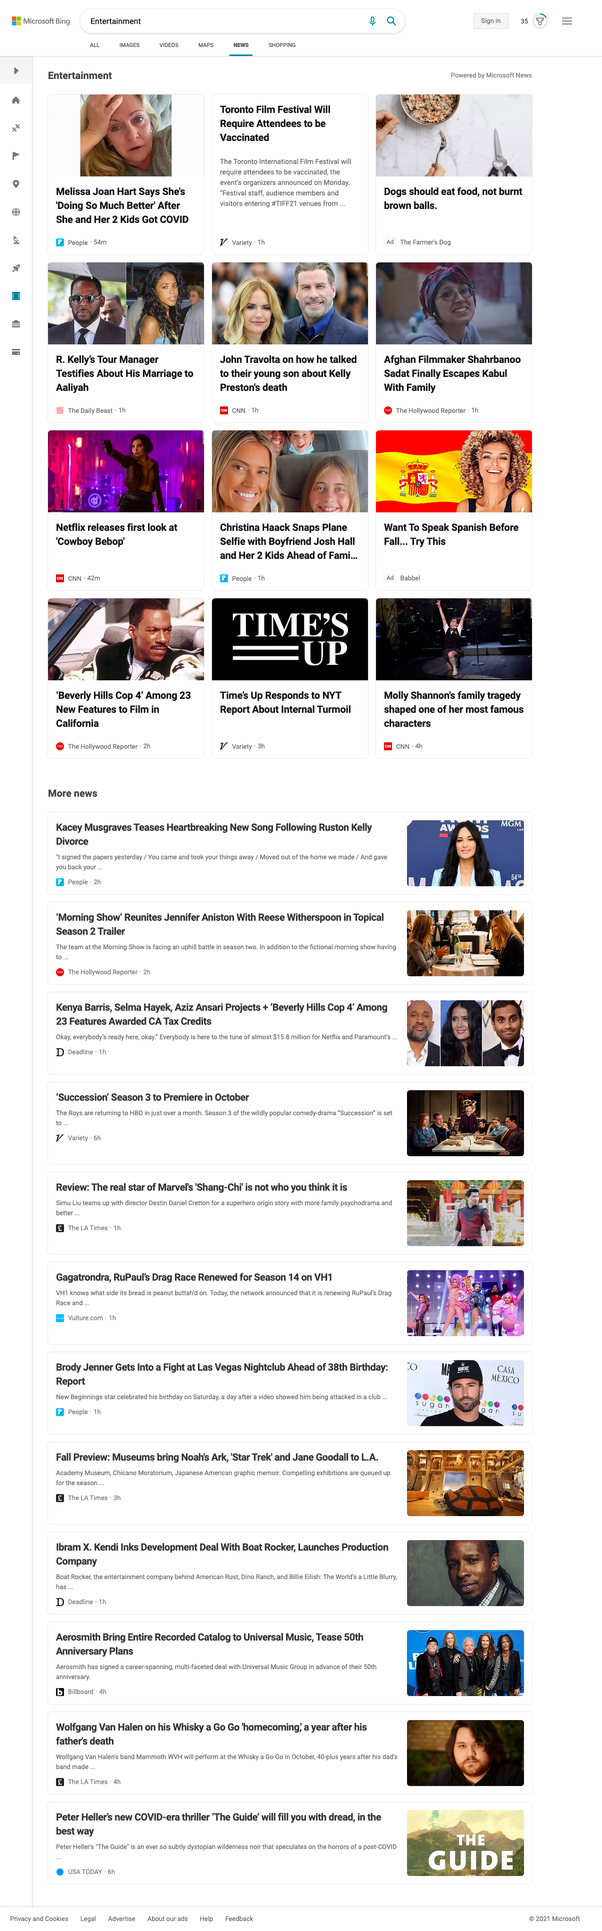 Microsoft Bing
Entertainment
Sign in
35
ALL IMAGES VIDEOS MAPS NEWS SHOPPING
Entertainment
Powered by Microsoft News
Melissa Joan Hart Says She's
'Doing So Much Better' After
She and Her 2 Kids Got COVID
People · 54m
Toronto Film Festival Will
Require Attendees to be
Vaccinated
The Toronto International Film Festival will
require attendees to be vaccinated, the
event's organizers announced on Monday.
"Festival staff, audience members and
visitors entering #TIFF21 venues from ...
Variety · 1h
Dogs should eat food, not burnt
brown balls.
Ad The Farmer's Dog
R. Kelly's Tour Manager
Testifies About His Marriage to
Aaliyah
The Daily Beast · 1h
John Travolta on how he talked
to their young son about Kelly
Preston's death
CNN · 1h
Afghan Filmmaker Shahrbanoo
Sadat Finally Escapes Kabul
With Family
The Hollywood Reporter · 1h
Netflix releases first look at
'Cowboy Bebop'
CNN · 42m
Christina Haack Snaps Plane
Selfie with Boyfriend Josh Hall
and Her 2 Kids Ahead of Fami...
People · 1h
Want To Speak Spanish Before
Fall... Try This
Ad Babbel
'Beverly Hills Cop 4' Among 23
New Features to Film in
California
The Hollywood Reporter · 2h
TIME'S
UP
Time's Up Responds to NYT
Report About Internal Turmoil
Variety · 3h
Molly Shannon's family tragedy
shaped one of her most famous
characters
CNN · 4h
More news
Kacey Musgraves Teases Heartbreaking New Song Following Ruston Kelly
Divorce
"I signed the papers yesterday / You came and took your things away / Moved out of the home we made / And gave
you back your ...
People · 2h
MGM
'Morning Show' Reunites Jennifer Aniston With Reese Witherspoon in Topical
Season 2 Trailer
The team at the Morning Show is facing an uphill battle in season two. In addition to the fictional morning show having
to ...
The Hollywood Reporter · 2h
Kenya Barris, Selma Hayek, Aziz Ansari Projects + 'Beverly Hills Cop 4' Among
23 Features Awarded CA Tax Credits
Okay, everybody's ready here, okay." Everybody is here to the tune of almost $15.8 million for Netflix and Paramount's ...
Deadline · 1h
'Succession' Season 3 to Premiere in October
The Roys are returning to HBO in just over a month. Season 3 of the wildly popular comedy-drama "Succession" is set
to ...
Variety · 6h
Review: The real star of Marvel's 'Shang-Chi' is not who you think it is
Simu Liu teams up with director Destin Daniel Cretton for a superhero origin story with more family psychodrama and
better ...
The LA Times · 1h
Gagatrondra, RuPaul's Drag Race Renewed for Season 14 on VH1
VH1 knows what side its bread is peanut buttah'd on. Today, the network announced that it is renewing RuPaul's Drag
Race and ...
Vulture.com · 1h
Brody Jenner Gets Into a Fight at Las Vegas Nightclub Ahead of 38th Birthday:
Report
New Beginnings star celebrated his birthday on Saturday, a day after a video showed him being attacked in a club ...
People · 1h
CASA
MEXICO
sugar
Fall Preview: Museums bring Noah's Ark, 'Star Trek' and Jane Goodall to L.A.
Academy Museum, Chicano Moratorium, Japanese American graphic memoir. Compelling exhibitions are queued up
for the season ...
The LA Times · 3h
Ibram X. Kendi Inks Development Deal With Boat Rocker, Launches Production
Company
Boat Rocker, the entertainment company behind American Rust, Dino Ranch, and Billie Eilish: The World's a Little Blurry,
has ...
Deadline · 1h
Aerosmith Bring Entire Recorded Catalog to Universal Music, Tease 50th
Anniversary Plans
Aerosmith has signed a career-spanning, multi-faceted deal with Universal Music Group in advance of their 50th
anniversary.
Billboard · 4h
Wolfgang Van Halen on his Whisky a Go Go 'homecoming,' a year after his
father's death
Wolfgang Van Halen's band Mammoth WVH will perform at the Whisky a Go Go in October, 40-plus years after his dad's
band made ...
The LA Times · 4h
Peter Heller's new COVID-era thriller 'The Guide' will fill you with dread, in the
best way
Peter Heller's "The Guide" is an ever so subtly dystopian wilderness noir that speculates on the horrors of a post-COVID
...
USA TODAY · 6h
THE
GUIDE
Privacy and Cookies Legal Advertise About our ads Help Feedback
© 2021 Microsoft